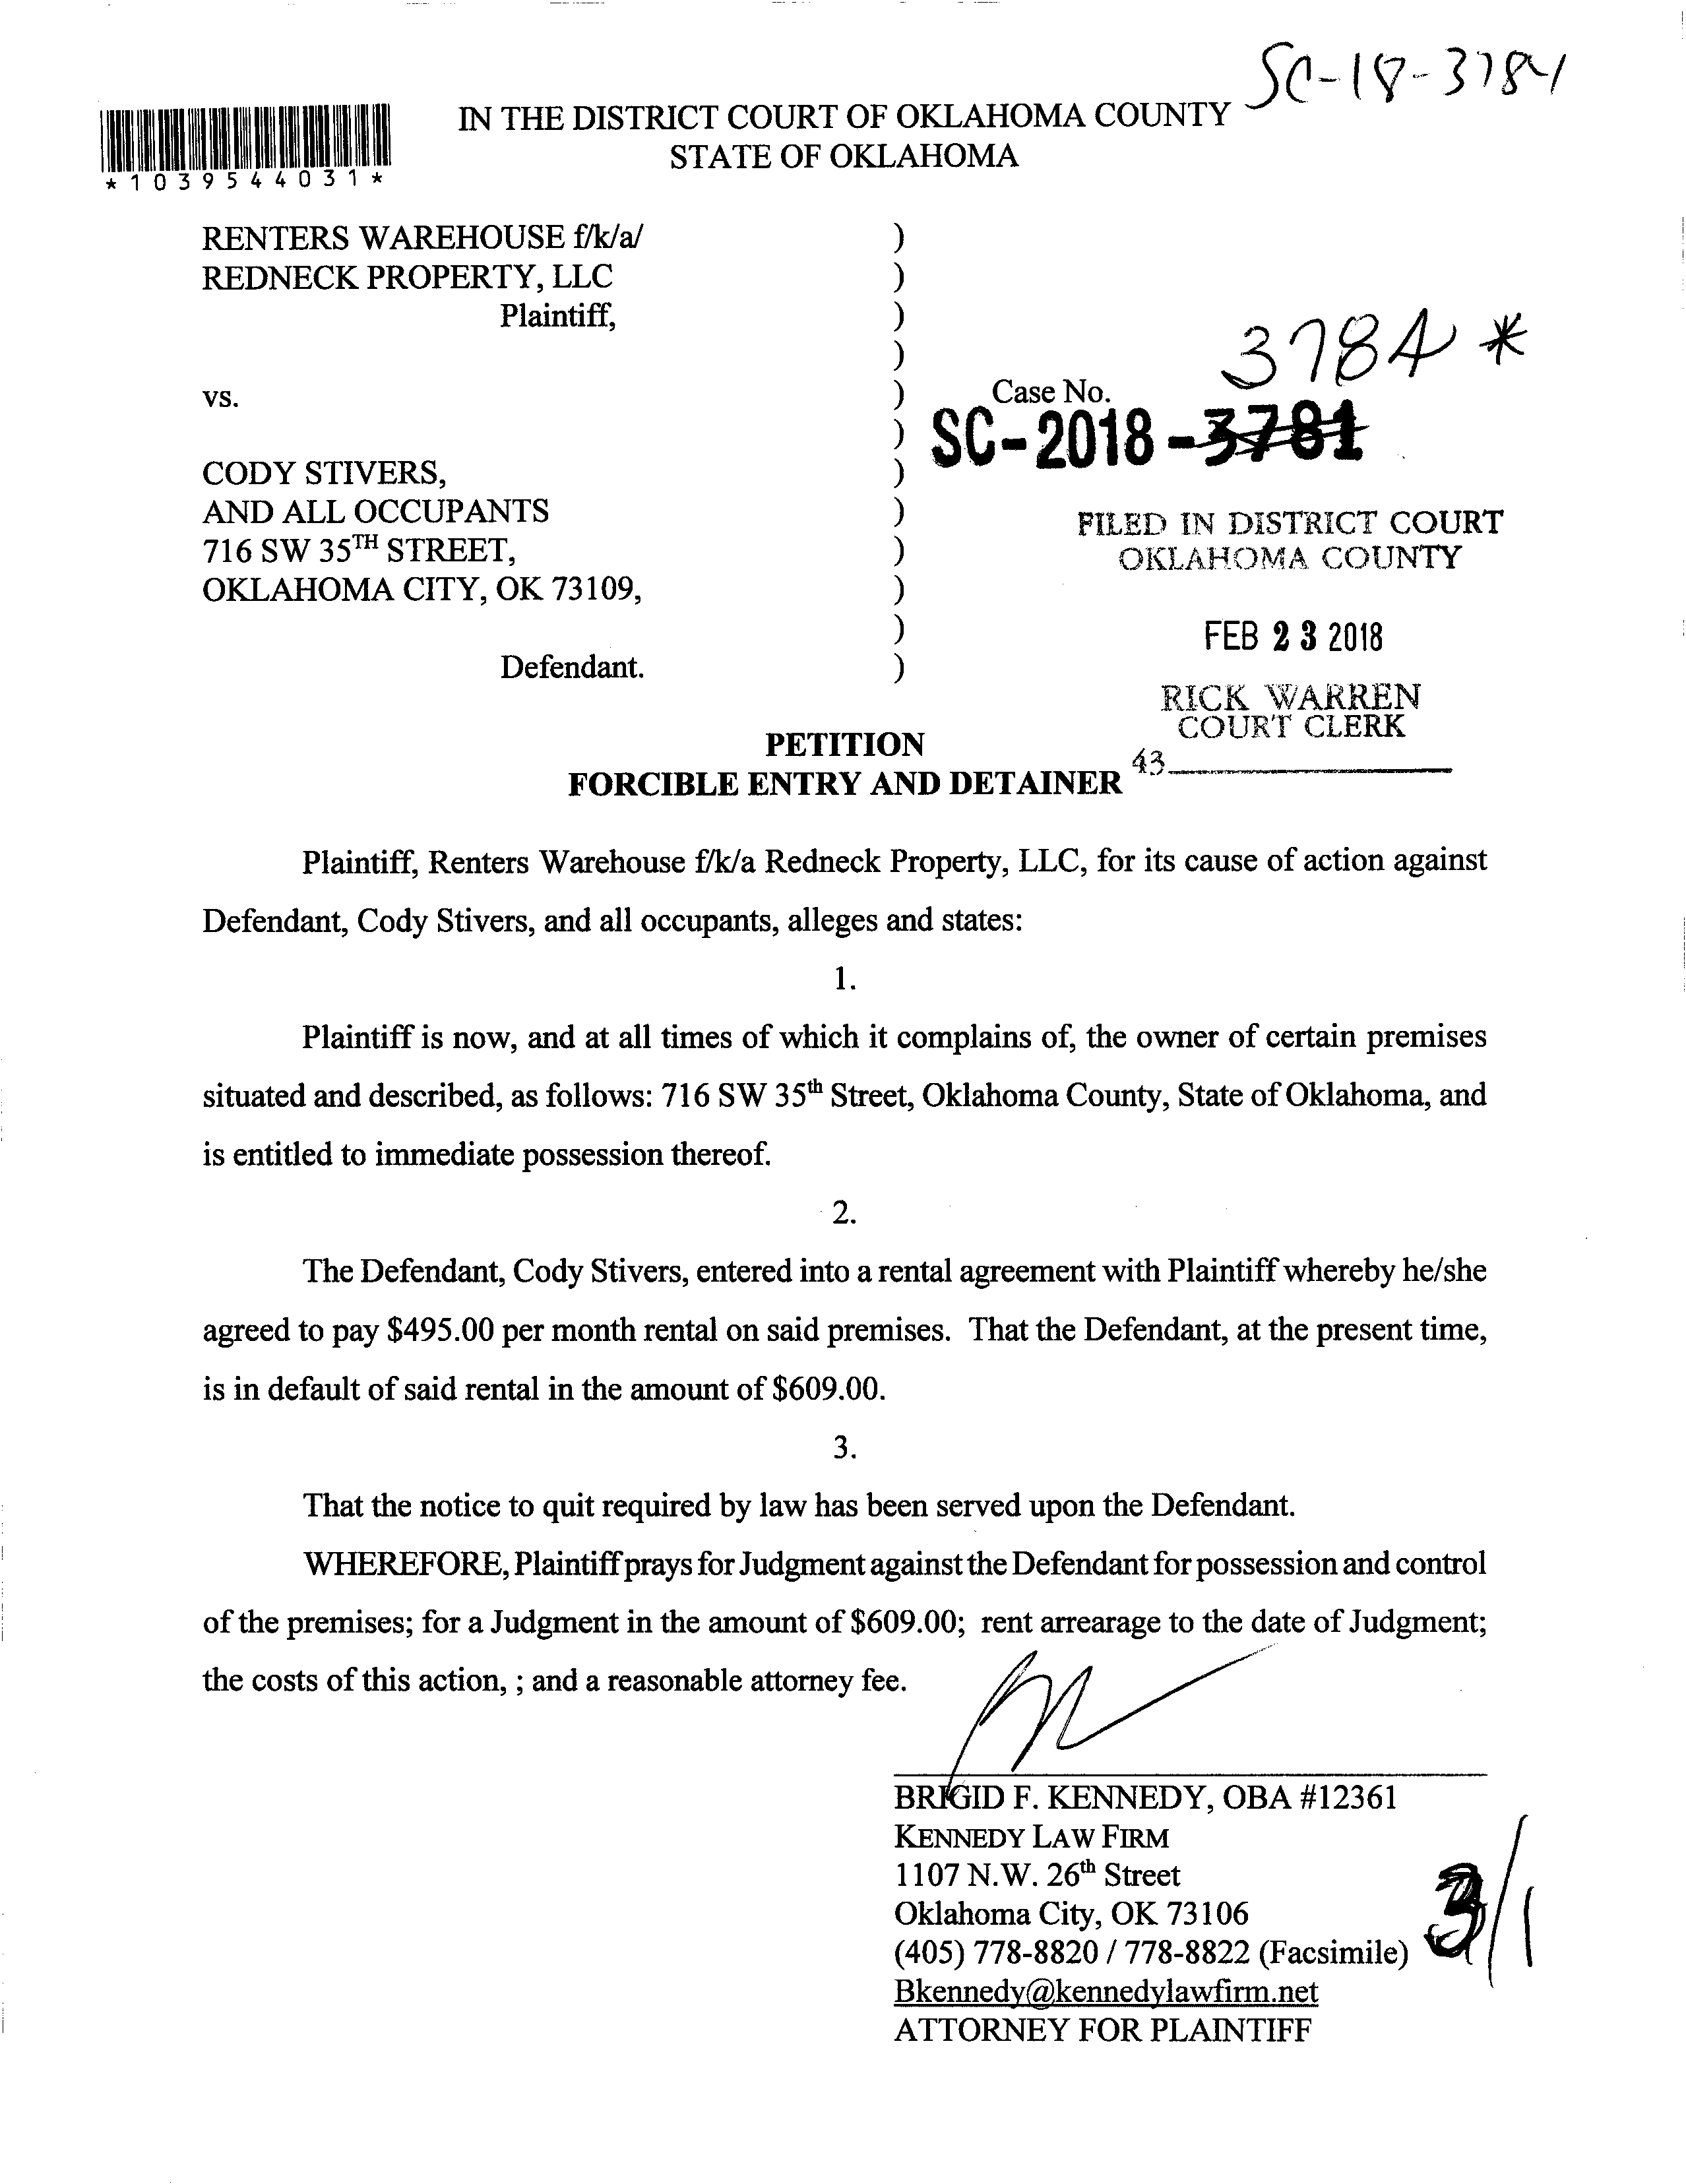 SC-18-3784
IN THE DISTRICT COURT OF OKLAHOMA COUNTY
STATE OF OKLAHOMA
*1039544031*
RENTERS WAREHOUSE f/k/a/ )
REDNECK PROPERTY, LLC )
Plaintiff, )
)
3784 *
vs. ) Case No.
) SC-2018-3781
CODY STIVERS, )
AND ALL OCCUPANTS )
716 SW 35TH STREET, )
OKLAHOMA CITY, OK 73109, )
)
Defendant. )
FILED IN DISTRICT COURT
OKLAHOMA COUNTY
FEB 23 2018
RICK WARREN
COURT CLERK
43
PETITION
FORCIBLE ENTRY AND DETAINER
Plaintiff, Renters Warehouse f/k/a Redneck Property, LLC, for its cause of action against
Defendant, Cody Stivers, and all occupants, alleges and states:
1.
Plaintiff is now, and at all times of which it complains of, the owner of certain premises
situated and described, as follows: 716 SW 35th Street, Oklahoma County, State of Oklahoma, and
is entitled to immediate possession thereof.
2.
The Defendant, Cody Stivers, entered into a rental agreement with Plaintiff whereby he/she
agreed to pay $495.00 per month rental on said premises. That the Defendant, at the present time,
is in default of said rental in the amount of $609.00.
3.
That the notice to quit required by law has been served upon the Defendant.
WHEREFORE, Plaintiff prays for Judgment against the Defendant for possession and control
of the premises; for a Judgment in the amount of $609.00; rent arrearage to the date of Judgment;
the costs of this action, ; and a reasonable attorney fee.
BRIGID F. KENNEDY, OBA #12361
KENNEDY LAW FIRM
1107 N.W. 26th Street
Oklahoma City, OK 73106
(405) 778-8820 / 778-8822 (Facsimile)
Bkennedy@kennedylawfirm.net
ATTORNEY FOR PLAINTIFF
3/1